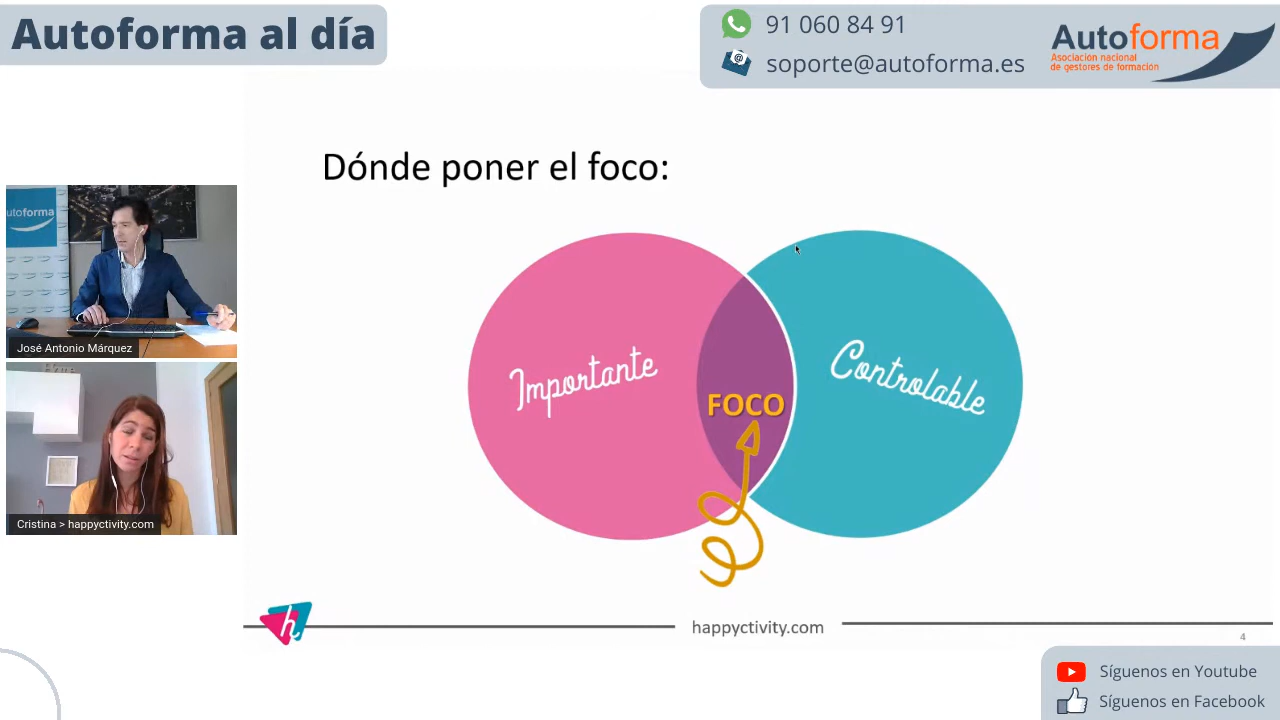 Autoforma al día
91 060 84 91
soporte@autoforma.es
Autoforma
Asociación nacional
de gestores de formación
Dónde poner el foco:
utoforma
José Antonio Márquez
Cristina > happyctivity.com
Importante
Controlable
FOCO
h
happyctivity.com
4
Síguenos en Youtube
Síguenos en Facebook